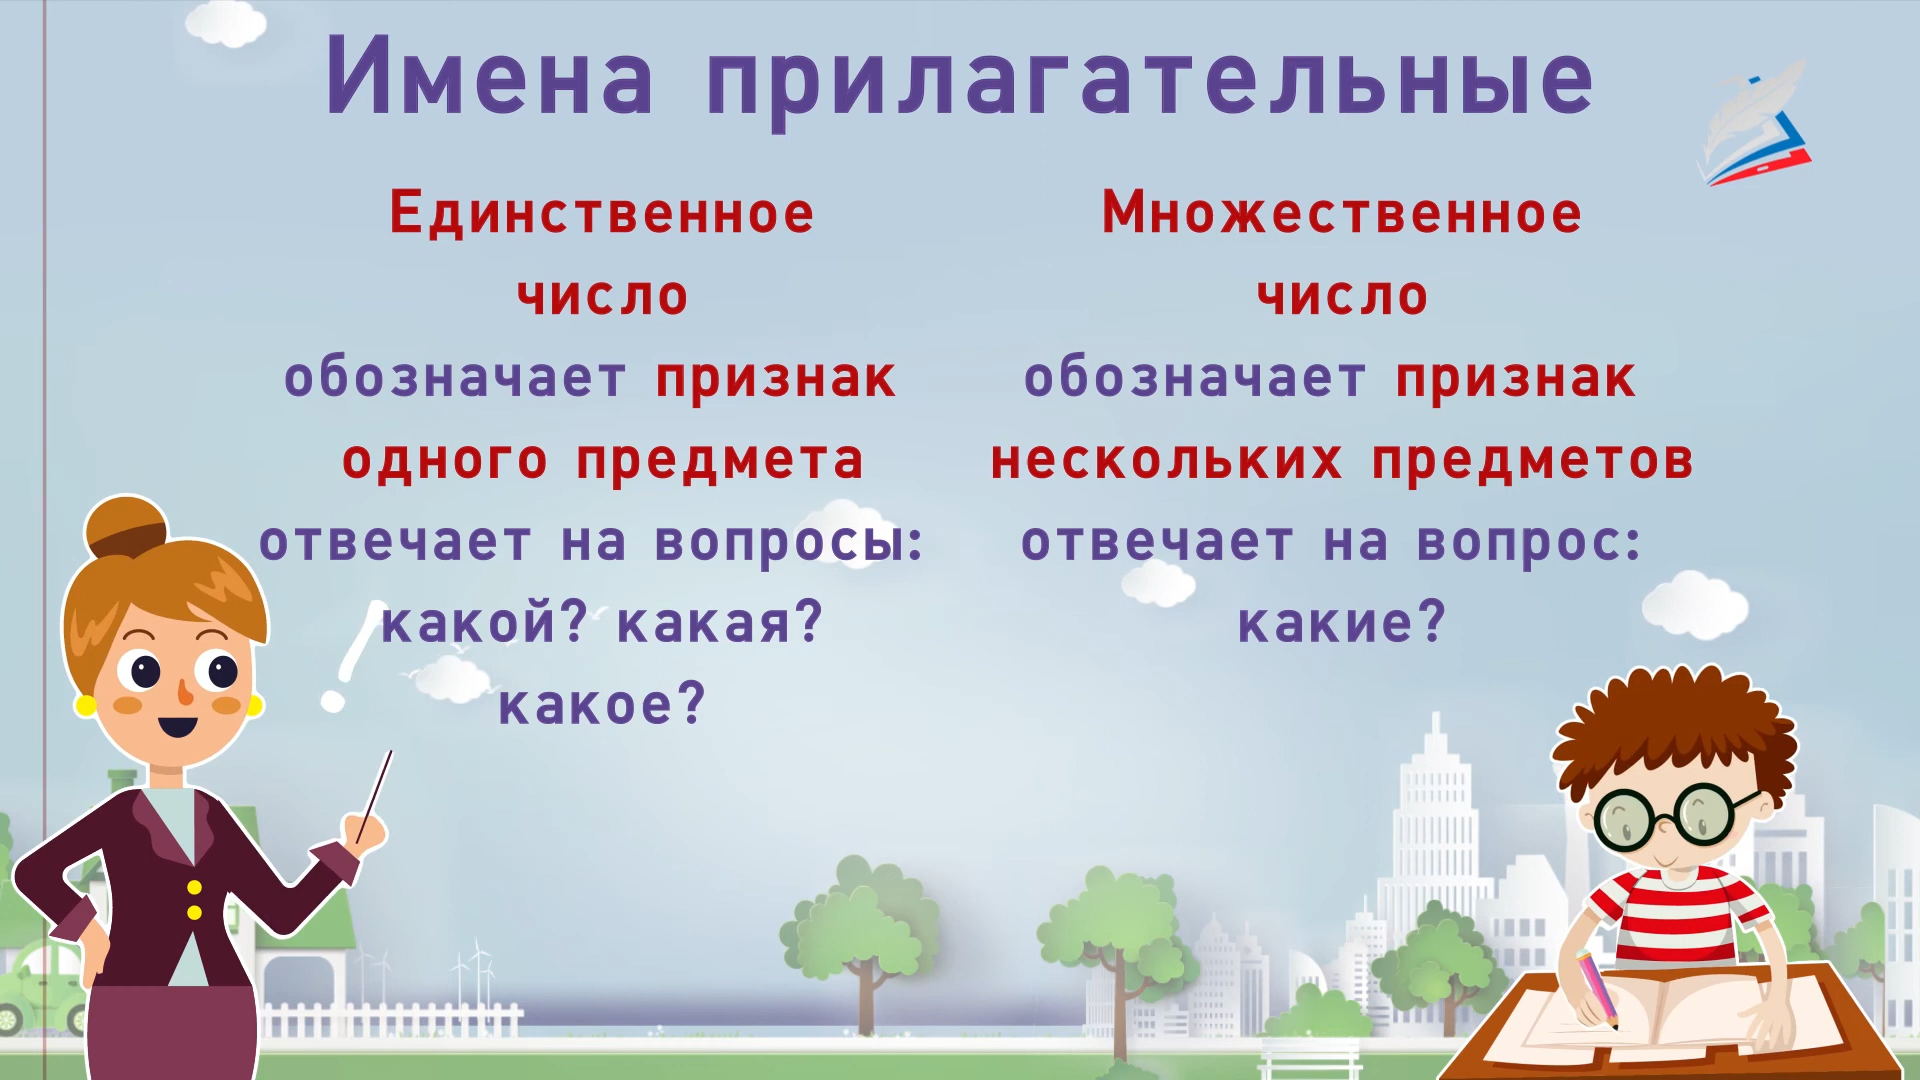 Имена прилагательные
Единственное
число
обозначает признак
одного предмета
отвечает на вопросы:
какой? какая?
какое?
Множественное
число
обозначает признак
нескольких предметов
отвечает на вопрос:
какие?